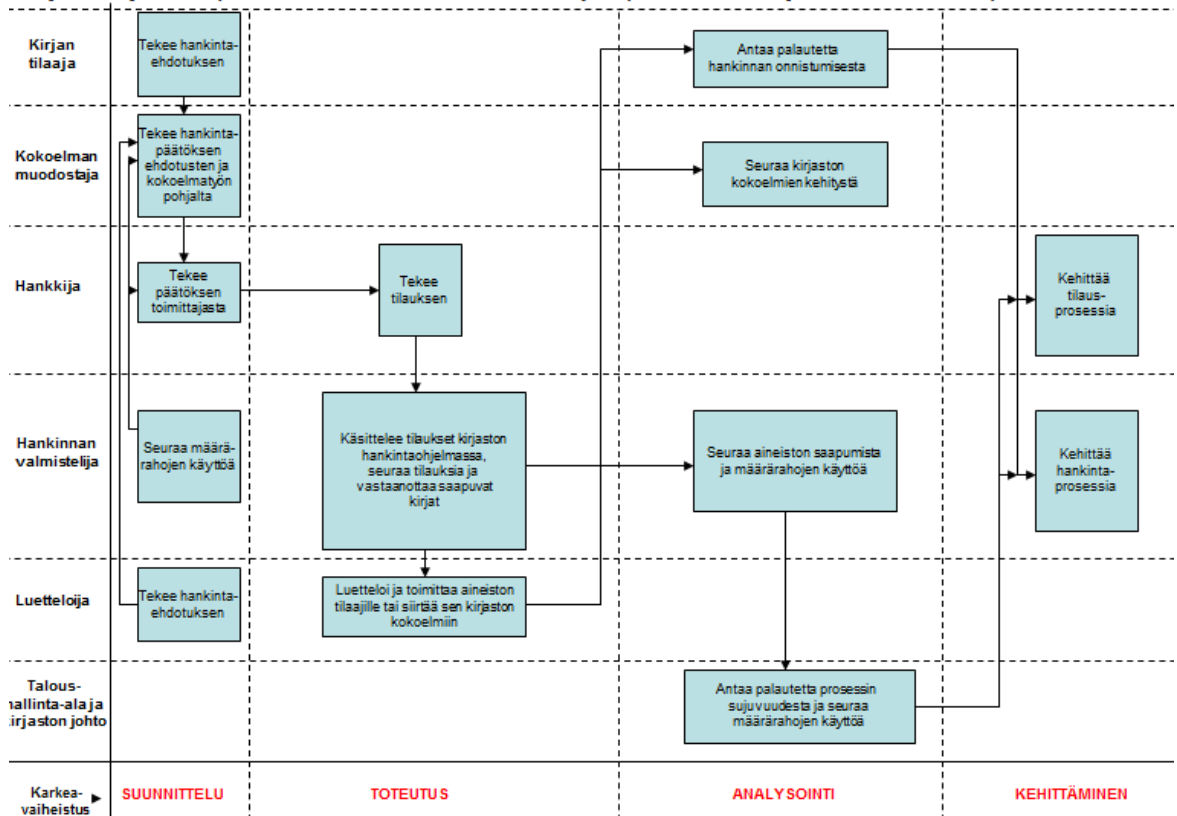 Kirjan
tilaaja
Tekee hankinta-
ehdotuksen
Antaa palautetta
hankinnan onnistumisesta
Kokoelman
muodostaja
Tekee hankinta-
päätöksen
ehdotusten ja
kokoelmatyön
pohjalta
Seuraa kirjaston
kokoelmien kehitystä
Hankkija
Tekee
päätöksen
toimittajasta
Tekee
tilauksen
Kehittää
tilaus-
prosessia
Hankinnan
valmistelija
Seuraa määrä-
rahojen käyttöä
Käsittelee tilaukset kirjaston
hankintaohjelmassa,
seuraa tilauksia ja
vastaanottaa saapuvat
kirjat
Seuraa aineiston saapumista
ja määrärahojen käyttöä
Kehittää
hankinta-
prosessia
Luetteloija
Tekee hankinta-
ehdotuksen
Luetteloi ja toimittaa aineiston
tilaajille tai siirtää sen kirjaston
kokoelmiin
Talous-
hallinta-ala ja
kirjaston johto
Antaa palautetta prosessin
sujuvuudesta ja seuraa
määrärahojen käyttöä
Karkea-
vaiheistus
SUUNNITTELU
TOTEUTUS
ANALYSOINTI
KEHITTÄMINEN